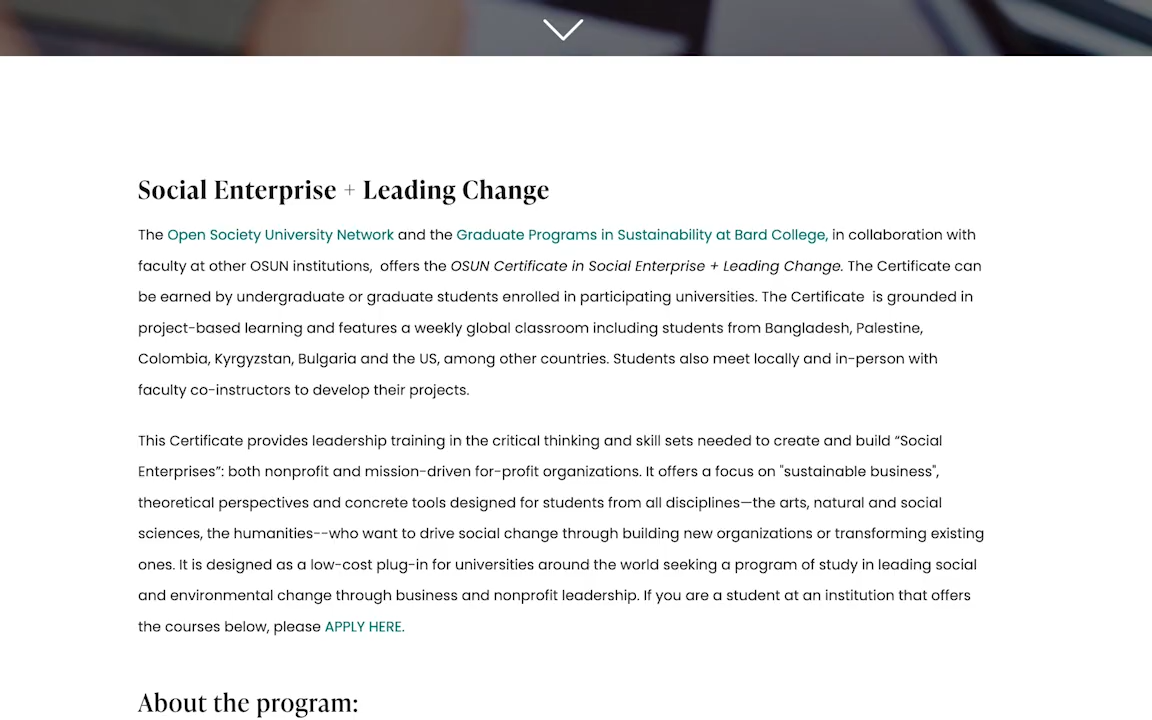 Social Enterprise + Leading Change
The Open Society University Network and the Graduate Programs in Sustainability at Bard College, in collaboration with
faculty at other OSUN institutions,  offers the OSUN Certificate in Social Enterprise + Leading Change. The Certificate can
be earned by undergraduate or graduate students enrolled in participating universities. The Certificate  is grounded in
project-based learning and features a weekly global classroom including students from Bangladesh, Palestine,
Colombia, Kyrgyzstan, Bulgaria and the US, among other countries. Students also meet locally and in-person with
faculty co-instructors to develop their projects.
This Certificate provides leadership training in the critical thinking and skill sets needed to create and build “Social
Enterprises”: both nonprofit and mission-driven for-profit organizations. It offers a focus on "sustainable business",
theoretical perspectives and concrete tools designed for students from all disciplines—the arts, natural and social
sciences, the humanities--who want to drive social change through building new organizations or transforming existing
ones. It is designed as a low-cost plug-in for universities around the world seeking a program of study in leading social
and environmental change through business and nonprofit leadership. If you are a student at an institution that offers
the courses below, please APPLY HERE.
About the program: